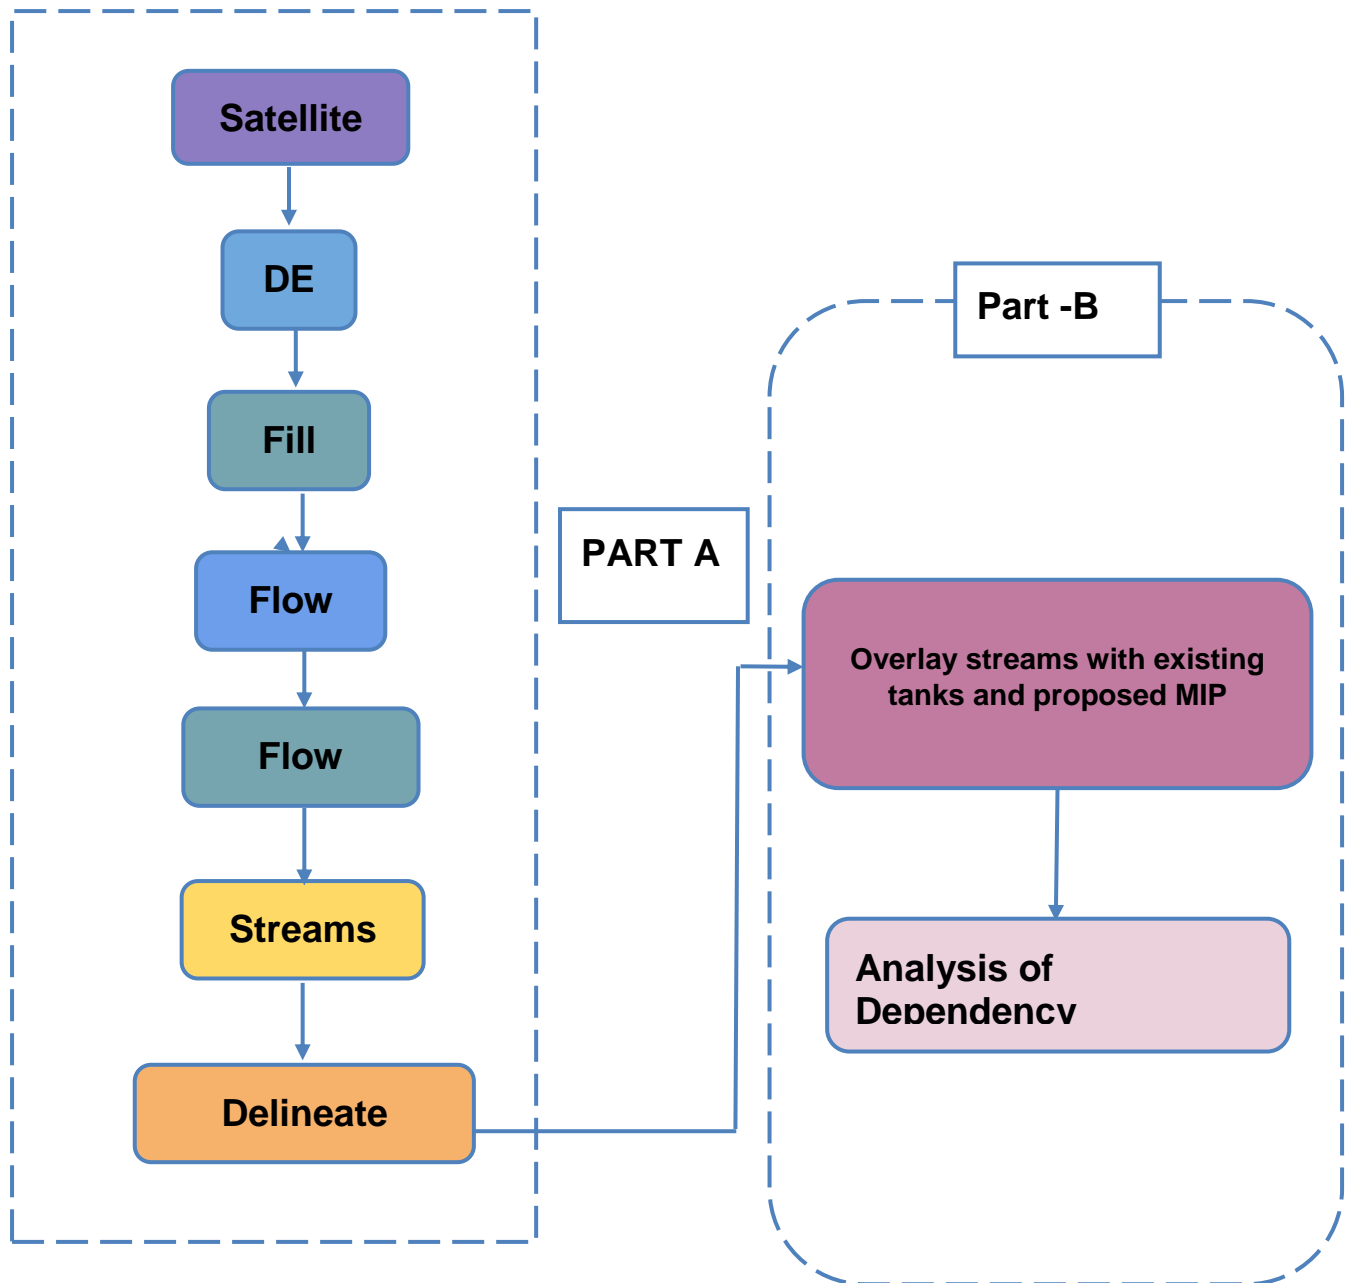 Satellite
DE
Fill
Flow
Flow
Streams
Delineate
PART A
Part -B
Overlay streams with existing
tanks and proposed MIP
Analysis of
Dependency